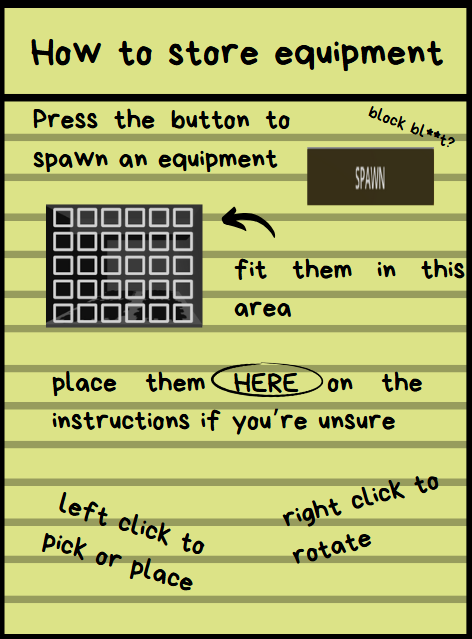 How to store equipment
Press the button to
block bl**t?
spawn an equipment
SPAWN
fit them in this
area
place them HERE on the
instructions if you're unsure
left click to
pick or place
right click to
rotate